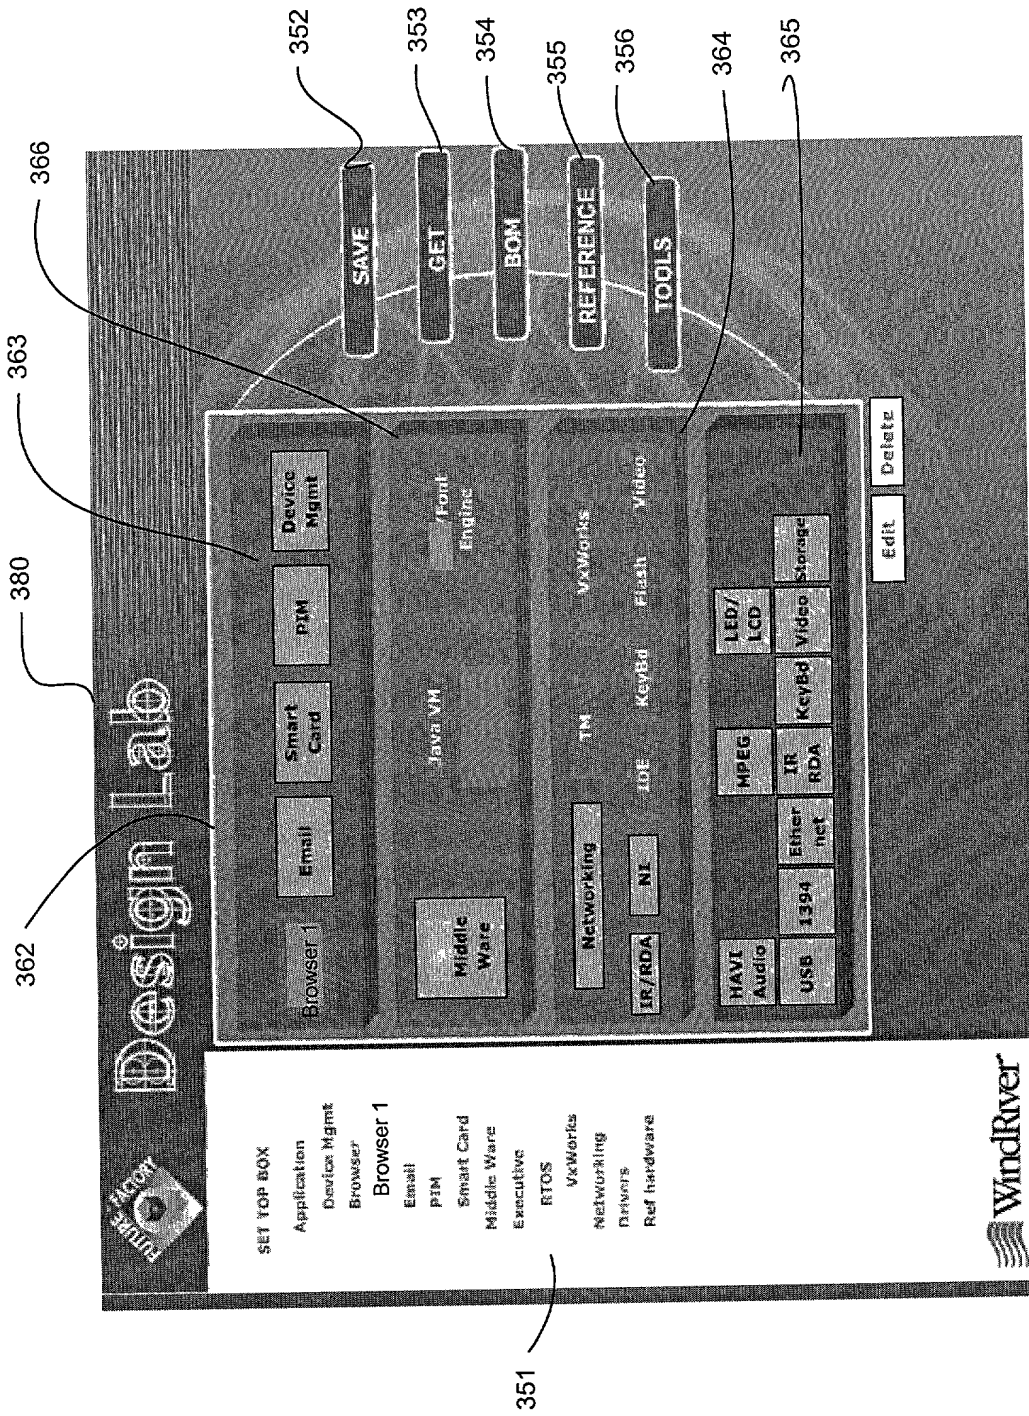 380
362
363
366
FUTURE FACTORY
Design Lab
SET TOP BOX
Application
Device Mgmt
Browser
Browser 1
Email
PIM
Smart Card
Middle Ware
Executive
RTOS
VxWorks
Networking
Drivers
Ref hardware
351
WindRiver
Browser 1
Email
Smart Card
PIM
Device Mgmt
Middle Ware
Java VM
/Font Engine
Networking
TM
VxWorks
IR/RDA
NI
IDE
KeyBd
Flash
Video
HAVI Audio
MPEG
LED/ LCD
USB
1394
Ether net
IR RDA
KeyBd
Video
Storage
Edit
Delete
SAVE
GET
BOM
REFERENCE
TOOLS
352
353
354
355
356
364
365